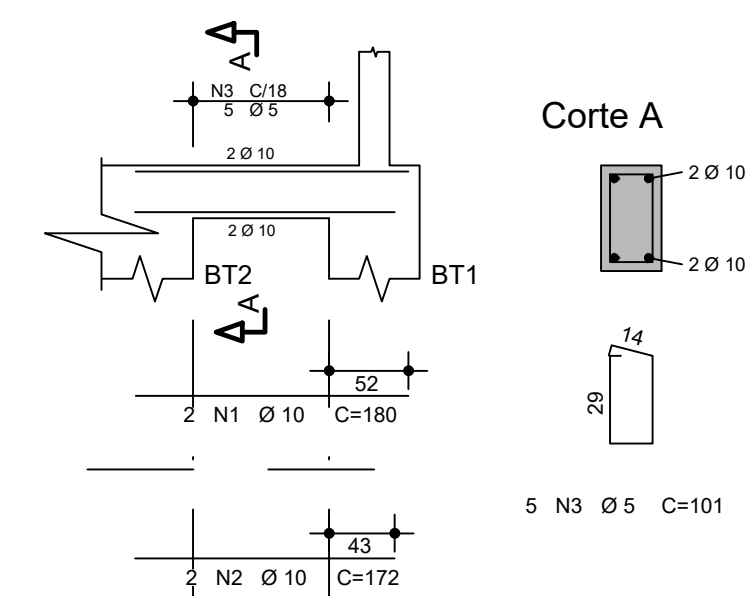 A
N3 C/18
5 Ø 5
Corte A
2 Ø 10
2 Ø 10
2 Ø 10
2 Ø 10
BT2
BT1
A
14
29
52
2 N1 Ø 10 C=180
5 N3 Ø 5 C=101
43
2 N2 Ø 10 C=172